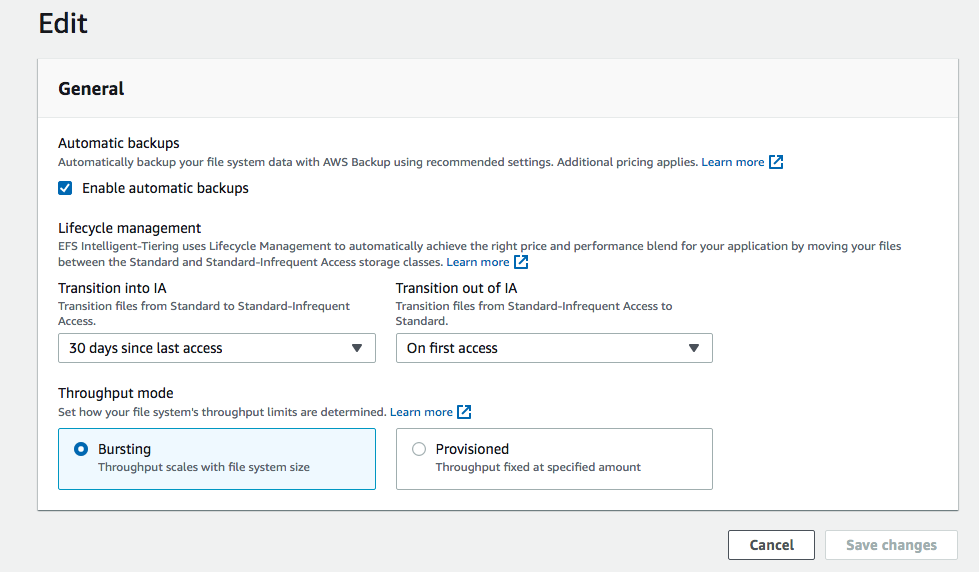 Edit
General
Automatic backups
Automatically backup your file system data with AWS Backup using recommended settings. Additional pricing applies. Learn more
Enable automatic backups
Lifecycle management
EFS Intelligent-Tiering uses Lifecycle Management to automatically achieve the right price and performance blend for your application by moving your files
between the Standard and Standard-Infrequent Access storage classes. Learn more
Transition into IA
Transition files from Standard to Standard-Infrequent
Access.
30 days since last access
Transition out of IA
Transition files from Standard-Infrequent Access to
Standard.
On first access
Throughput mode
Set how your file system's throughput limits are determined. Learn more
Bursting
Throughput scales with file system size
Provisioned
Throughput fixed at specified amount
Cancel
Save changes